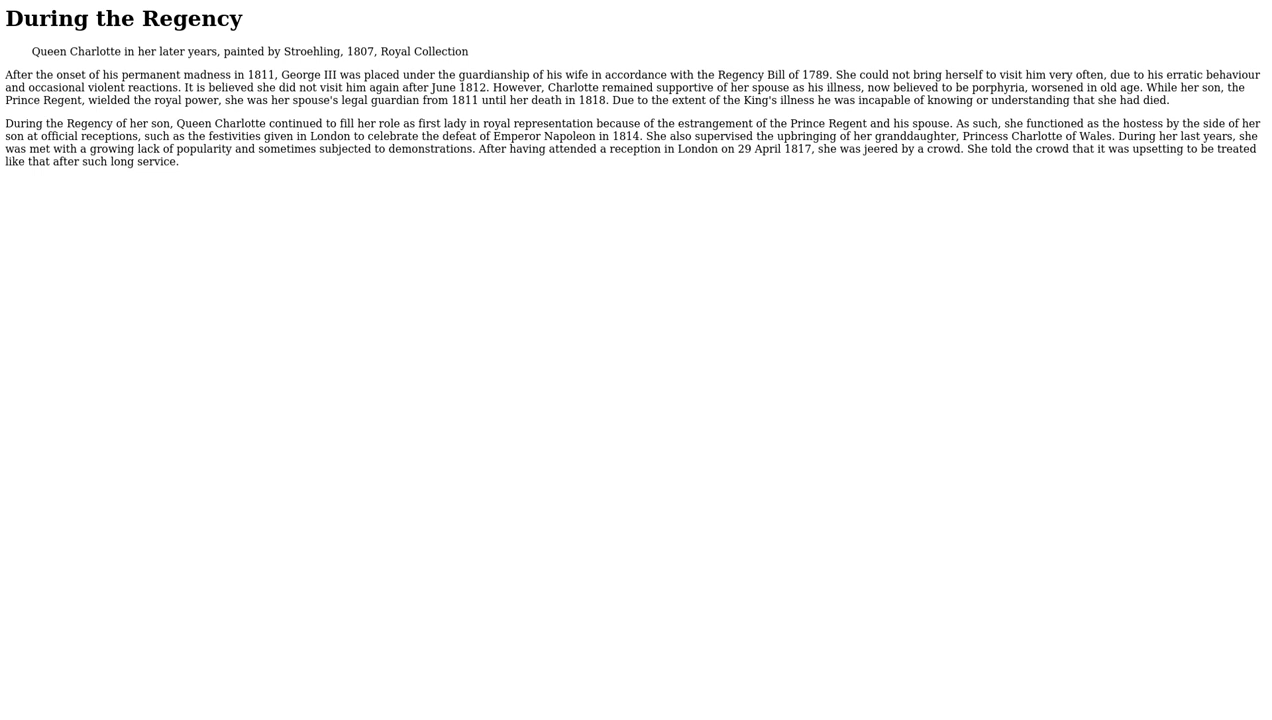 During the Regency
Queen Charlotte in her later years, painted by Stroehling, 1807, Royal Collection
After the onset of his permanent madness in 1811, George III was placed under the guardianship of his wife in accordance with the Regency Bill of 1789. She could not bring herself to visit him very often, due to his erratic behaviour
and occasional violent reactions. It is believed she did not visit him again after June 1812. However, Charlotte remained supportive of her spouse as his illness, now believed to be porphyria, worsened in old age. While her son, the
Prince Regent, wielded the royal power, she was her spouse's legal guardian from 1811 until her death in 1818. Due to the extent of the King's illness he was incapable of knowing or understanding that she had died.
During the Regency of her son, Queen Charlotte continued to fill her role as first lady in royal representation because of the estrangement of the Prince Regent and his spouse. As such, she functioned as the hostess by the side of her
son at official receptions, such as the festivities given in London to celebrate the defeat of Emperor Napoleon in 1814. She also supervised the upbringing of her granddaughter, Princess Charlotte of Wales. During her last years, she
was met with a growing lack of popularity and sometimes subjected to demonstrations. After having attended a reception in London on 29 April 1817, she was jeered by a crowd. She told the crowd that it was upsetting to be treated
like that after such long service.